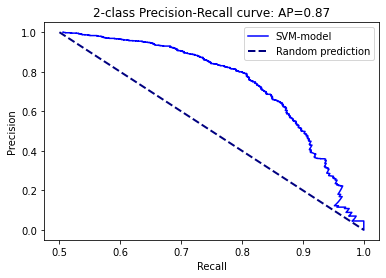 2-class Precision-Recall curve: AP=0.87
SVM-model
Random prediction
Precision
1.0
0.8
0.6
0.4
0.2
0.0
0.5 0.6 0.7 0.8 0.9 1.0
Recall